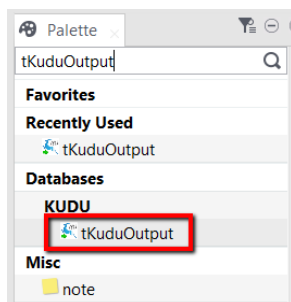 Palette
tKuduOutput
Favorites
Recently Used
tKuduOutput
Databases
KUDU
tKuduOutput
Misc
note